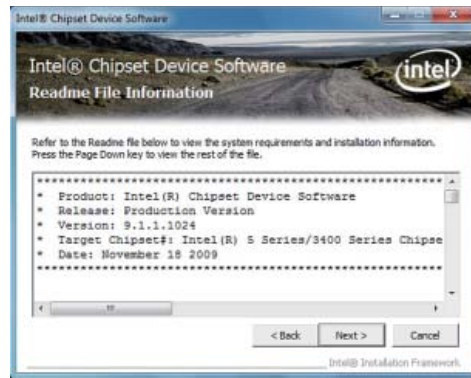 Intel® Chipset Device Software
Intel® Chipset Device Software
Readme File Information
intel
Refer to the Readme file below to view the system requirements and installation information.
Press the Page Down key to view the rest of the file.
************************************************************
*   Product: Intel(R) Chipset Device Software
*   Release: Production Version
*   Version: 9.1.1.1024
*   Target Chipset#: Intel(R) 5 Series/3400 Series Chipse
*   Date: November 18 2009
************************************************************
< Back
Next >
Cancel
Intel® Installation Framework